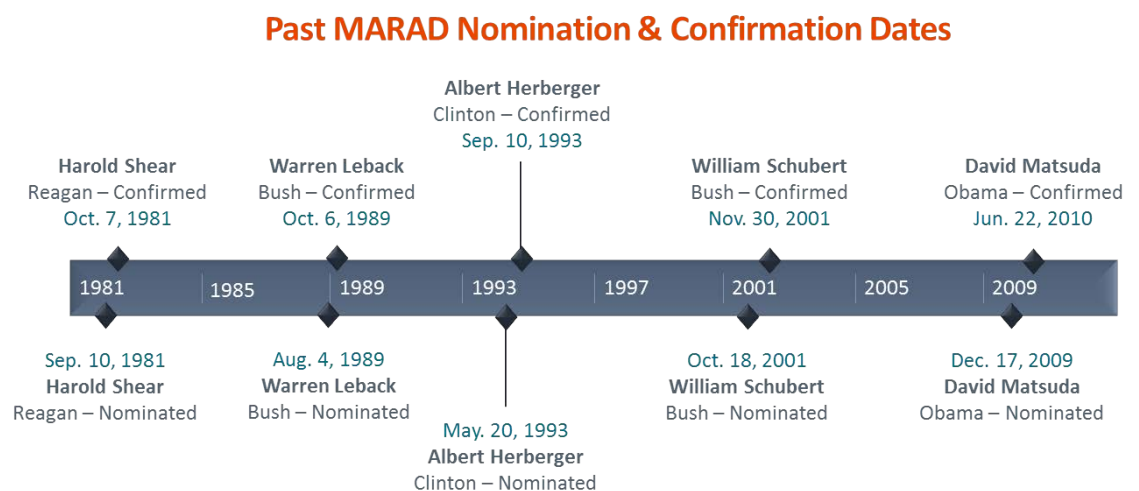 Past MARAD Nomination & Confirmation Dates
Albert Herberger
Clinton – Confirmed
Sep. 10, 1993
Harold Shear
Reagan – Confirmed
Oct. 7, 1981
Warren Leback
Bush – Confirmed
Oct. 6, 1989
William Schubert
Bush – Confirmed
Nov. 30, 2001
David Matsuda
Obama – Confirmed
Jun. 22, 2010
1981
1985
1989
1993
1997
2001
2005
2009
Sep. 10, 1981
Harold Shear
Reagan – Nominated
Aug. 4, 1989
Warren Leback
Bush – Nominated
May. 20, 1993
Albert Herberger
Clinton – Nominated
Oct. 18, 2001
William Schubert
Bush – Nominated
Dec. 17, 2009
David Matsuda
Obama – Nominated